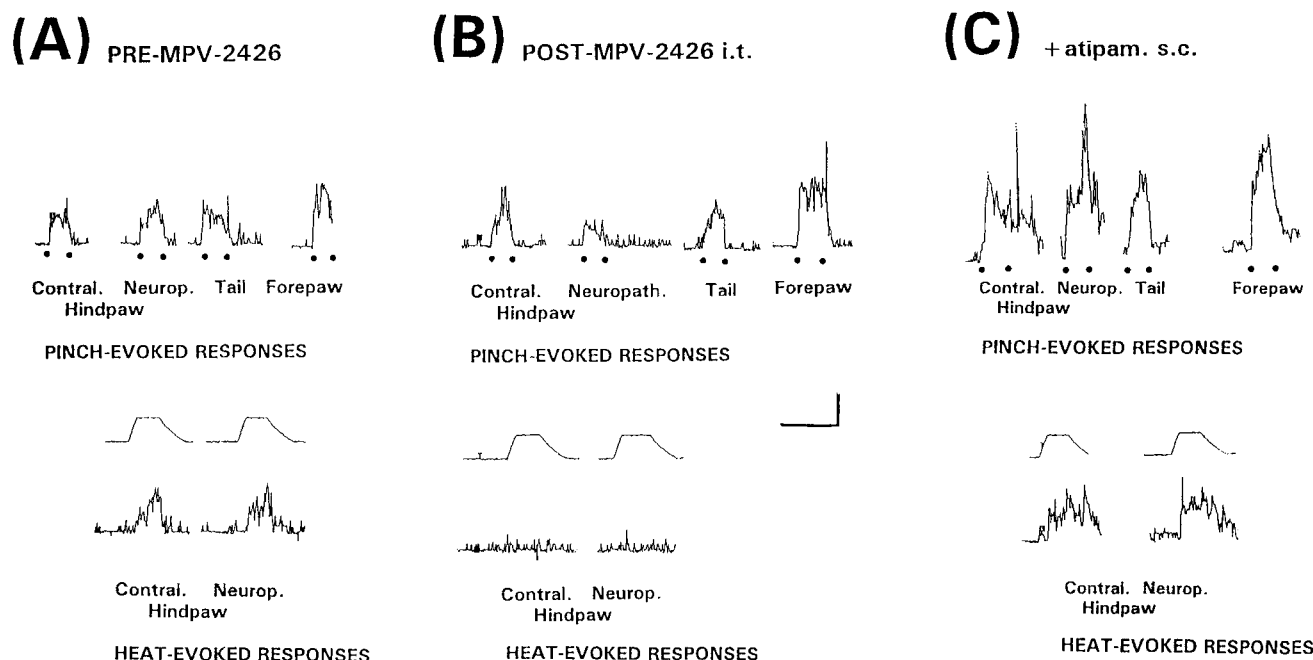 (A) PRE-MPV-2426
Contral. Neurop. Tail Forepaw
Hindpaw
PINCH-EVOKED RESPONSES
Contral. Neurop.
Hindpaw
HEAT-EVOKED RESPONSES
(B) POST-MPV-2426 i.t.
Contral. Neuropath. Tail Forepaw
Hindpaw
PINCH-EVOKED RESPONSES
Contral. Neurop.
Hindpaw
HEAT-EVOKED RESPONSES
(C) +atipam. s.c.
Contral. Neurop. Tail Forepaw
Hindpaw
PINCH-EVOKED RESPONSES
Contral. Neurop.
Hindpaw
HEAT-EVOKED RESPONSES